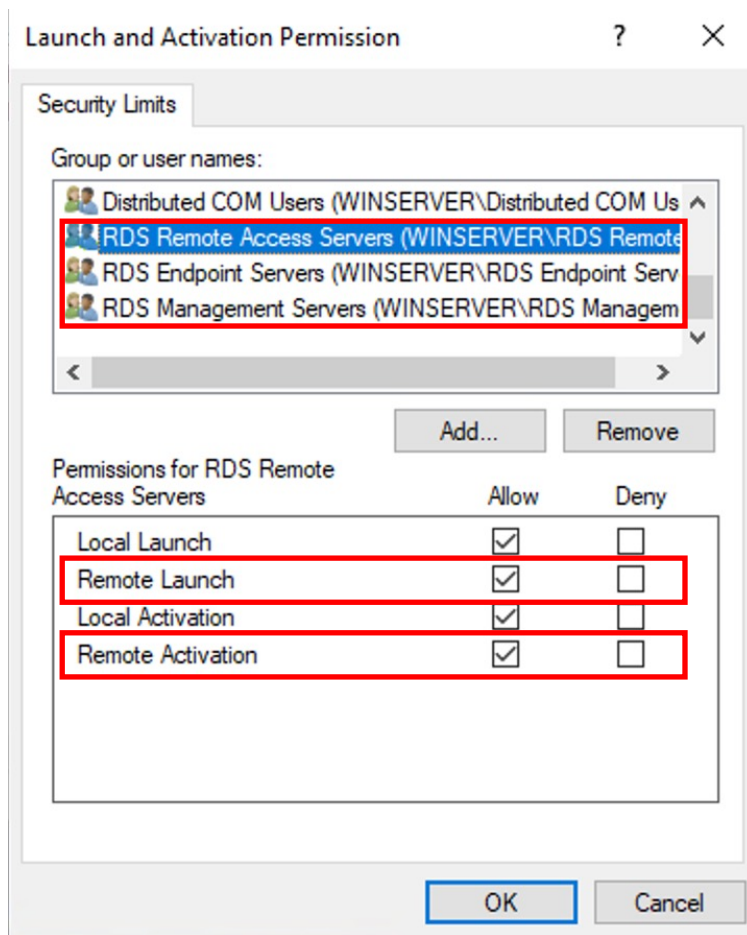 Launch and Activation Permission ? ×
Security Limits
Group or user names:
Distributed COM Users (WINSERVER\Distributed COM Us
RDS Remote Access Servers (WINSERVER\RDS Remote
RDS Endpoint Servers (WINSERVER\RDS Endpoint Serv
RDS Management Servers (WINSERVER\RDS Managem
Add... Remove
Permissions for RDS Remote
Access Servers Allow Deny
Local Launch
Remote Launch
Local Activation
Remote Activation
OK Cancel